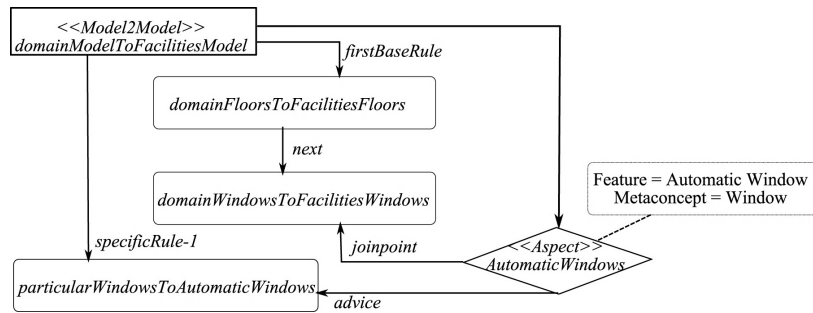 <<Model2Model>>
domainModelToFacilitiesModel
firstBaseRule
domainFloorsToFacilitiesFloors
next
domainWindowsToFacilitiesWindows
Feature = Automatic Window
Metaconcept = Window
specificRule-1
joinpoint
<<Aspect>>
AutomaticWindows
particularWindowsToAutomaticWindows
advice